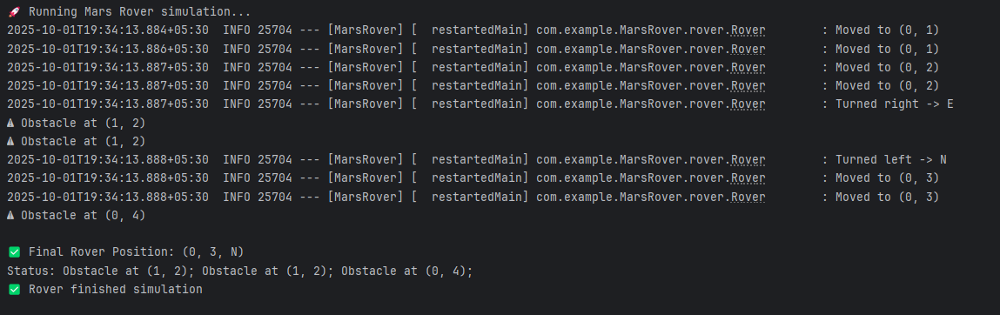 🚀 Running Mars Rover simulation...
2025-10-01T19:34:13.884+05:30  INFO 25704 --- [MarsRover] [  restartedMain] com.example.MarsRover.rover.Rover        : Moved to (0, 1)
2025-10-01T19:34:13.886+05:30  INFO 25704 --- [MarsRover] [  restartedMain] com.example.MarsRover.rover.Rover        : Moved to (0, 1)
2025-10-01T19:34:13.887+05:30  INFO 25704 --- [MarsRover] [  restartedMain] com.example.MarsRover.rover.Rover        : Moved to (0, 2)
2025-10-01T19:34:13.887+05:30  INFO 25704 --- [MarsRover] [  restartedMain] com.example.MarsRover.rover.Rover        : Moved to (0, 2)
2025-10-01T19:34:13.887+05:30  INFO 25704 --- [MarsRover] [  restartedMain] com.example.MarsRover.rover.Rover        : Turned right -> E
⚠ Obstacle at (1, 2)
⚠ Obstacle at (1, 2)
2025-10-01T19:34:13.888+05:30  INFO 25704 --- [MarsRover] [  restartedMain] com.example.MarsRover.rover.Rover        : Turned left -> N
2025-10-01T19:34:13.888+05:30  INFO 25704 --- [MarsRover] [  restartedMain] com.example.MarsRover.rover.Rover        : Moved to (0, 3)
2025-10-01T19:34:13.888+05:30  INFO 25704 --- [MarsRover] [  restartedMain] com.example.MarsRover.rover.Rover        : Moved to (0, 3)
⚠ Obstacle at (0, 4)
✅ Final Rover Position: (0, 3, N)
Status: Obstacle at (1, 2); Obstacle at (1, 2); Obstacle at (0, 4);
✅ Rover finished simulation